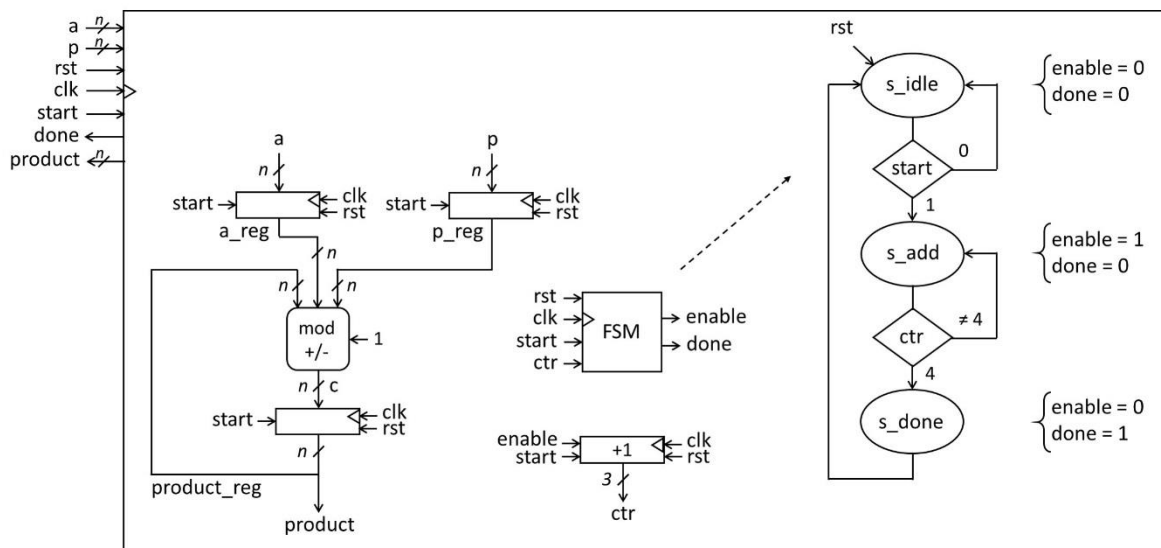 a n
p n
rst
clk
start
done
product n
a
n
start
clk
rst
a_reg
p
n
start
clk
rst
p_reg
n
n
n
mod
+/-
1
n c
start
clk
rst
n
product_reg
product
rst
clk
start
ctr
FSM
enable
done
enable
start
+1
clk
rst
3
ctr
rst
s_idle
enable = 0
done = 0
start
0
1
s_add
enable = 1
done = 0
ctr
≠ 4
4
s_done
enable = 0
done = 1